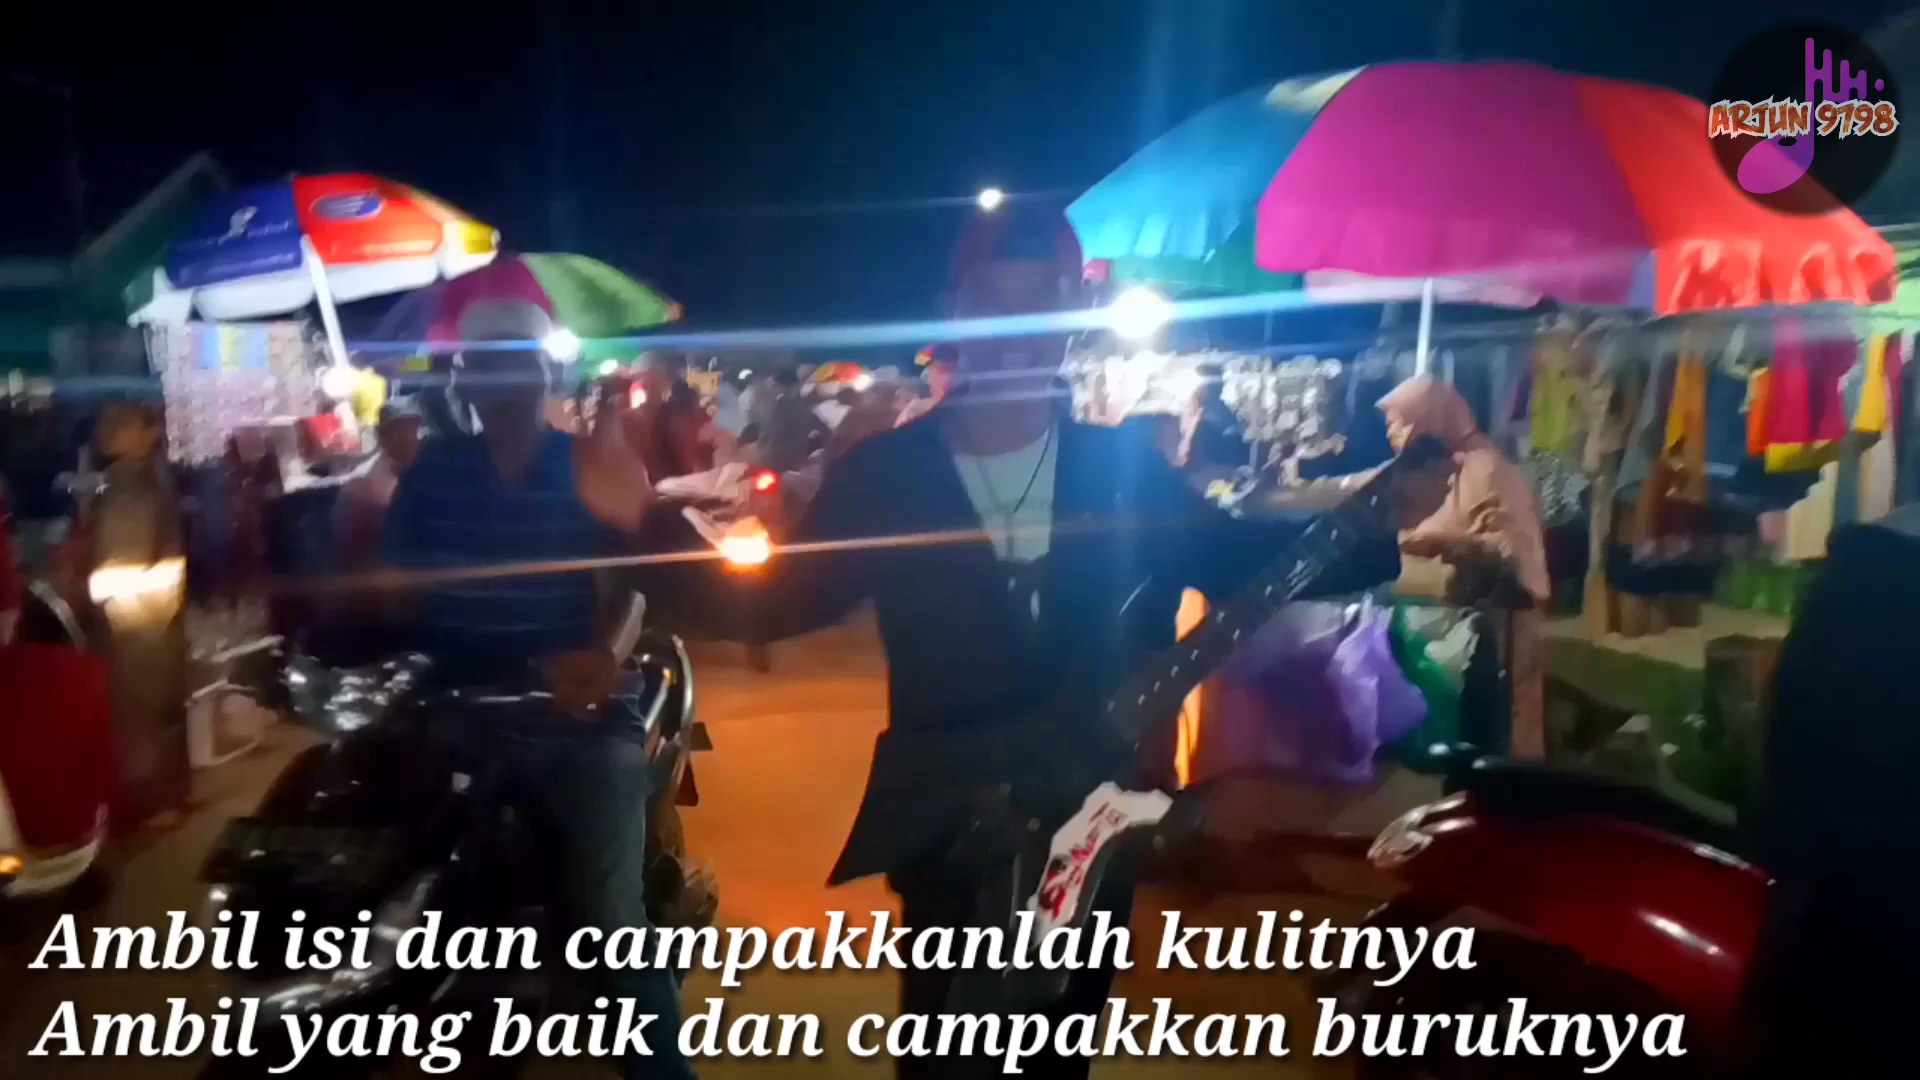 ARJUN 9798
Ambil isi dan campakkanlah kulitnya
Ambil yang baik dan campakkan buruknya